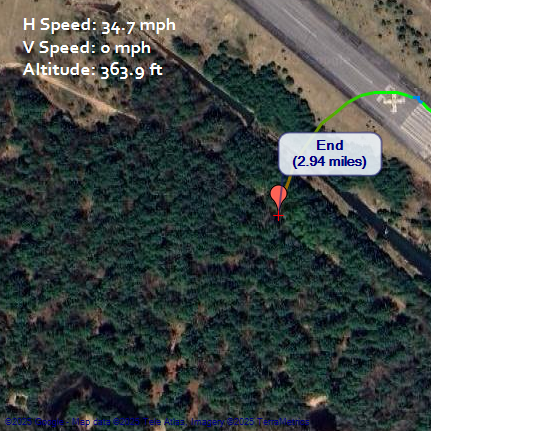 H Speed: 34.7 mph
V Speed: 0 mph
Altitude: 363.9 ft
End
(2.94 miles)